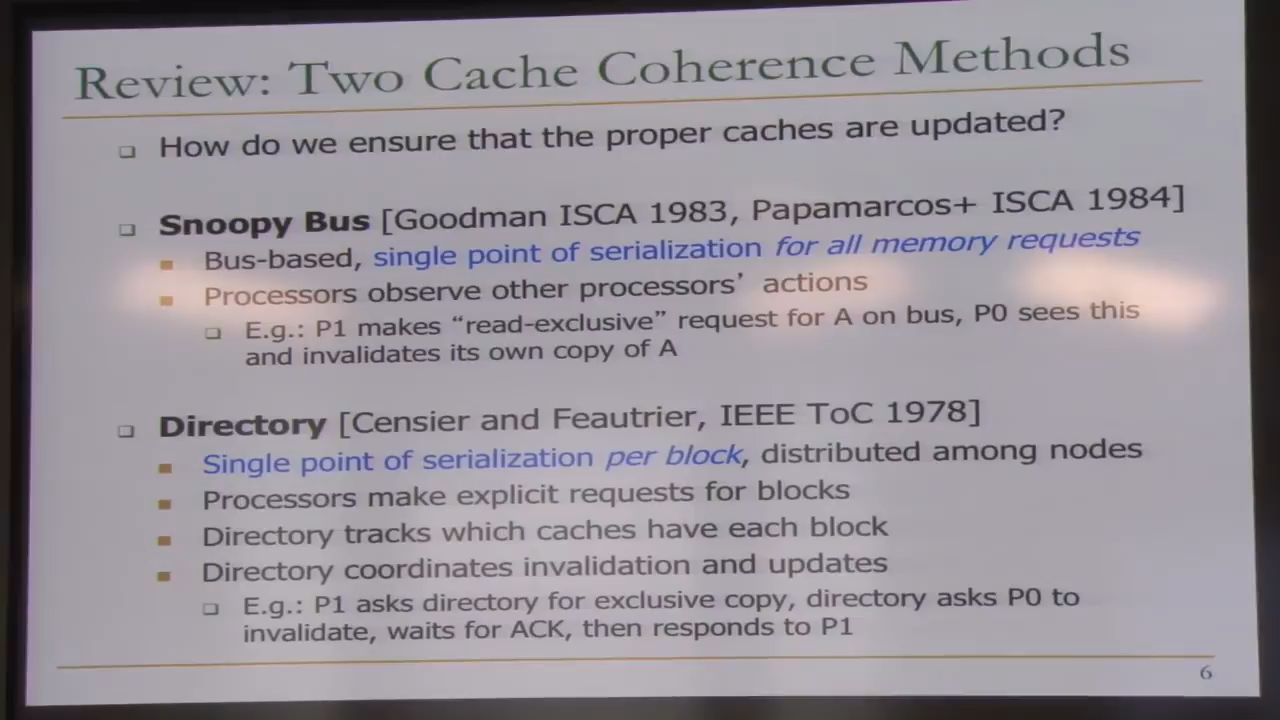 Review: Two Cache Coherence Methods
How do we ensure that the proper caches are updated?
Snoopy Bus [Goodman ISCA 1983, Papamarcos+ ISCA 1984]
Bus-based, single point of serialization for all memory requests
Processors observe other processors’ actions
E.g.: P1 makes “read-exclusive” request for A on bus, P0 sees this
and invalidates its own copy of A
Directory [Censier and Feautrier, IEEE ToC 1978]
Single point of serialization per block, distributed among nodes
Processors make explicit requests for blocks
Directory tracks which caches have each block
Directory coordinates invalidation and updates
E.g.: P1 asks directory for exclusive copy, directory asks P0 to
invalidate, waits for ACK, then responds to P1
6